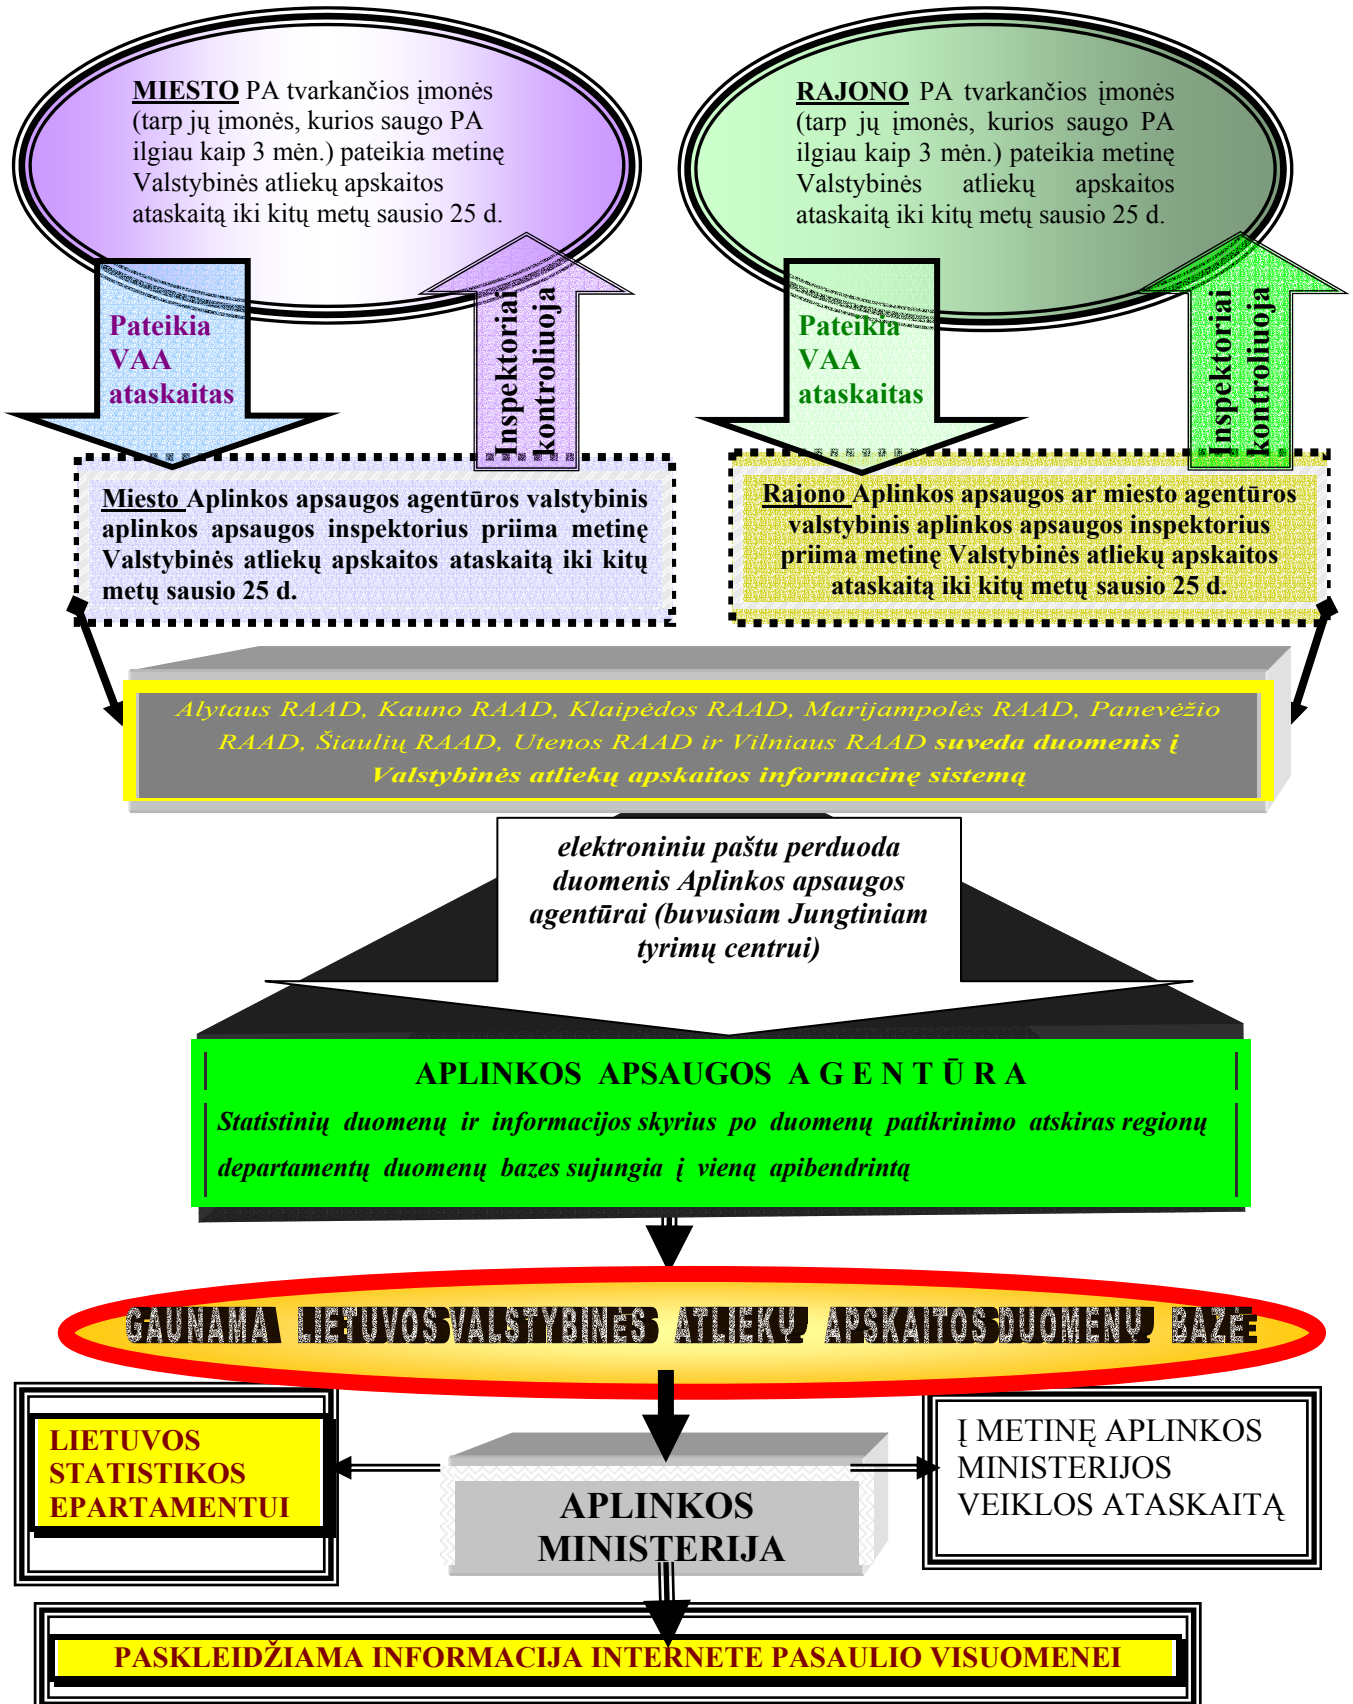 MIESTO PA tvarkančios įmonės
(tarp jų įmonės, kurios saugo PA
ilgiau kaip 3 mėn.) pateikia metinę
Valstybinės atliekų apskaitos
ataskaitą iki kitų metų sausio 25 d.
RAJONO PA tvarkančios įmonės
(tarp jų įmonės, kurios saugo PA
ilgiau kaip 3 mėn.) pateikia metinę
Valstybinės atliekų apskaitos
ataskaitą iki kitų metų sausio 25 d.
Pateikia
VAA
ataskaitas
Inspektoriai
kontroliuoja
Pateikia
VAA
ataskaitas
Inspektoriai
kontroliuoja
Miesto Aplinkos apsaugos agentūros valstybinis
aplinkos apsaugos inspektorius priima metinę
Valstybinės atliekų apskaitos ataskaitą iki kitų
metų sausio 25 d.
Rajono Aplinkos apsaugos ar miesto agentūros
valstybinis aplinkos apsaugos inspektorius
priima metinę Valstybinės atliekų apskaitos
ataskaitą iki kitų metų sausio 25 d.
Alytaus RAAD, Kauno RAAD, Klaipėdos RAAD, Marijampolės RAAD, Panevėžio
RAAD, Šiaulių RAAD, Utenos RAAD ir Vilniaus RAAD suveda duomenis į
Valstybinės atliekų apskaitos informacinę sistemą
elektroniniu paštu perduoda
duomenis Aplinkos apsaugos
agentūrai (buvusiam Jungtiniam
tyrimų centrui)
APLINKOS APSAUGOS A G E N T Ū R A
Statistinių duomenų ir informacijos skyrius po duomenų patikrinimo atskiras regionų
departamentų duomenų bazes sujungia į vieną apibendrintą
GAUNAMA LIETUVOS VALSTYBINĖS ATLIEKŲ APSKAITOS DUOMENŲ BAZĖ
LIETUVOS
STATISTIKOS
EPARTAMENTUI
APLINKOS
MINISTERIJA
Į METINĘ APLINKOS
MINISTERIJOS
VEIKLOS ATASKAITĄ
PASKLEIDŽIAMA INFORMACIJA INTERNETE PASAULIO VISUOMENEI